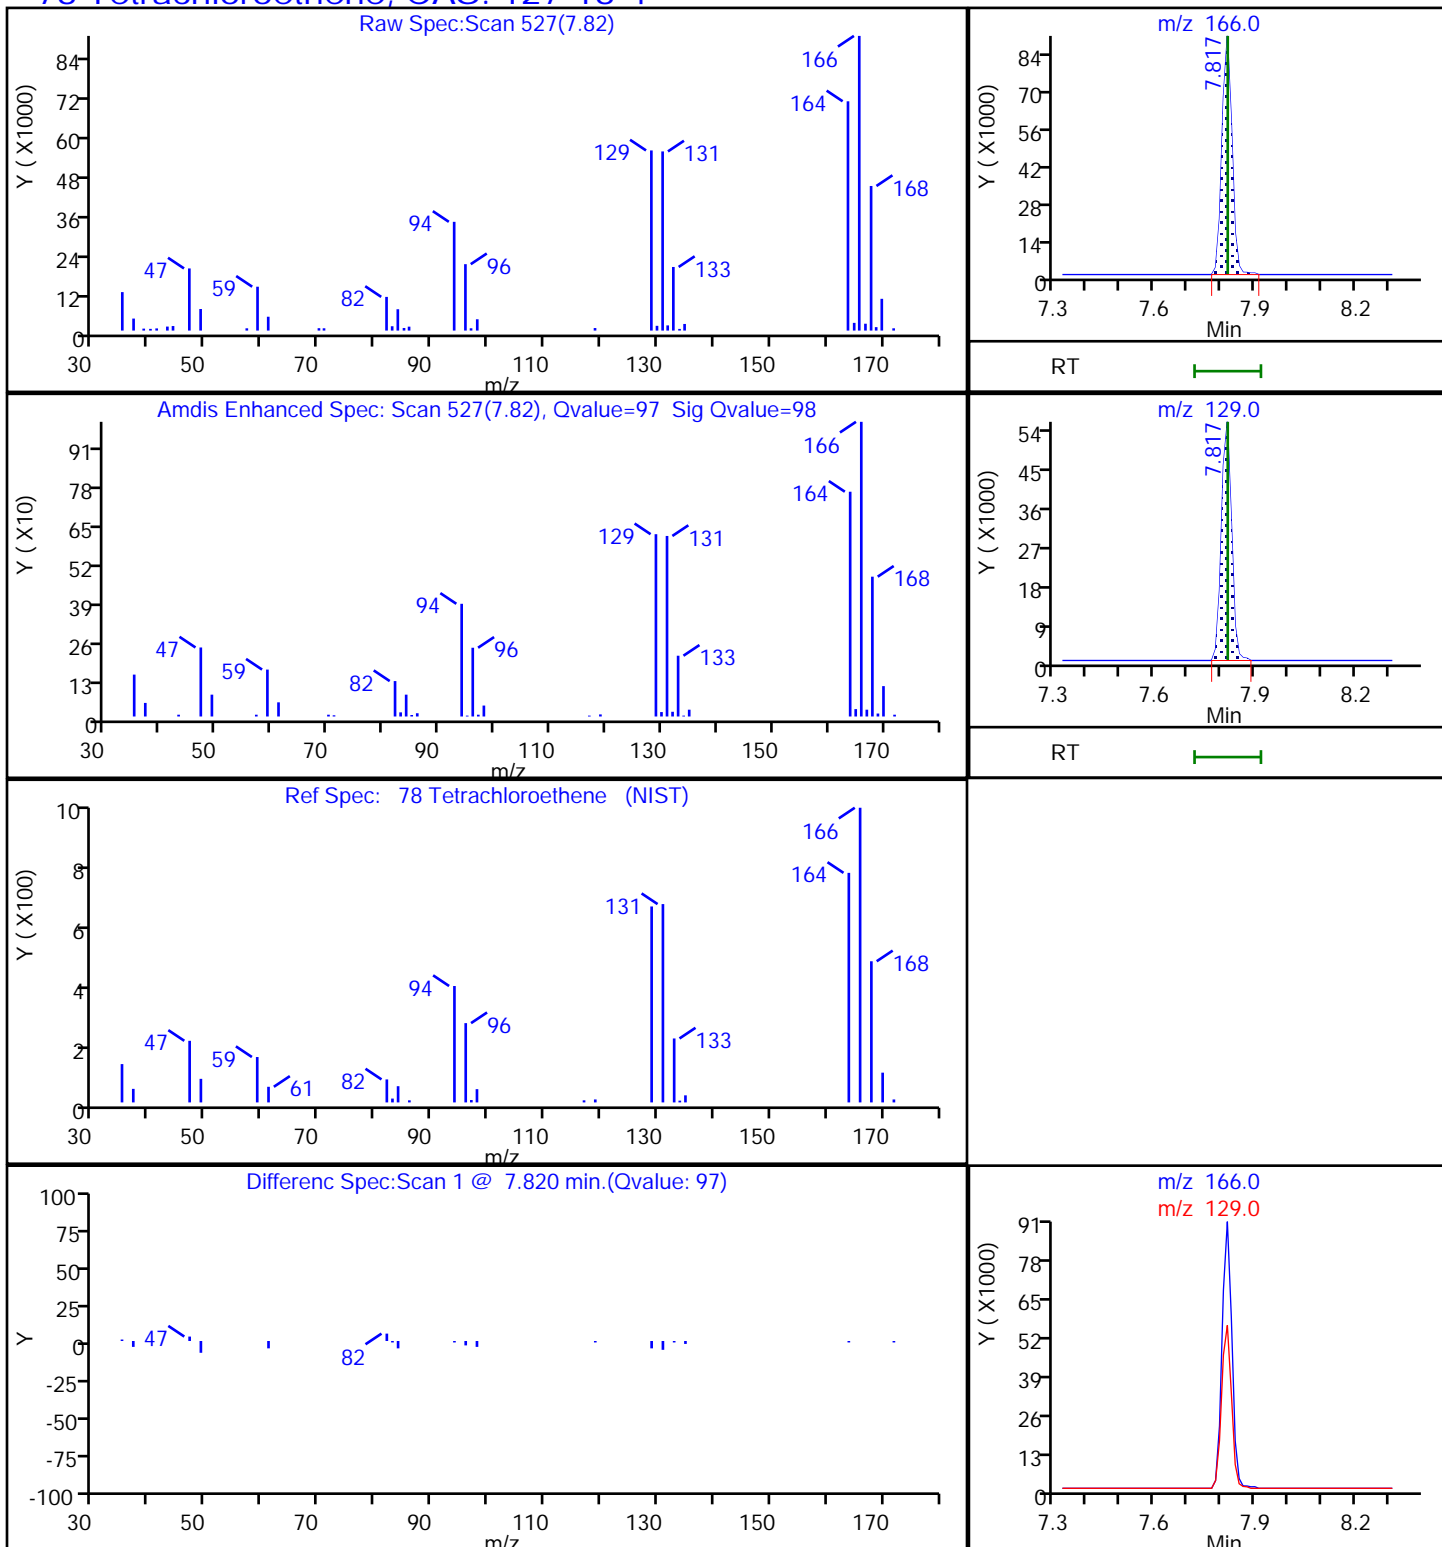 78 Tetrachloroethene, CAS: 127-18-4
Raw Spec:Scan 527(7.82)
Y ( X1000)
84
72
60
48
36
24
12
0
166
164
129
131
168
94
96
133
47
59
82
30 50 70 90 110 130 150 170
m/z
m/z 166.0
Y ( X1000)
84
70
56
42
28
14
0
7.817
7.3 7.6 7.9 8.2
Min
RT
Amdis Enhanced Spec: Scan 527(7.82), Qvalue=97 Sig Qvalue=98
Y ( X10)
91
78
65
52
39
26
13
0
166
164
129
131
168
94
96
133
47
59
82
30 50 70 90 110 130 150 170
m/z
m/z 129.0
Y ( X1000)
54
45
36
27
18
9
0
7.817
7.3 7.6 7.9 8.2
Min
RT
Ref Spec: 78 Tetrachloroethene (NIST)
Y ( X100)
10
8
6
4
2
0
166
164
131
168
94
96
133
47
59
61
82
30 50 70 90 110 130 150 170
m/z
Differenc Spec:Scan 1 @ 7.820 min.(Qvalue: 97)
Y
100
75
50
25
0
-25
-50
-75
-100
47
82
30 50 70 90 110 130 150 170
m/z
m/z 166.0
m/z 129.0
Y ( X1000)
91
78
65
52
39
26
13
0
7.3 7.6 7.9 8.2
Min